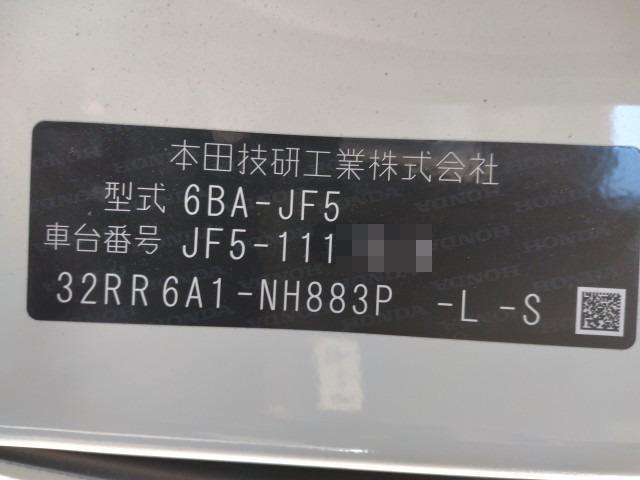 本田技研工業株式会社
型式 6BA-JF5
車台番号 JF5-111
32RR6A1-NH883P -L -S